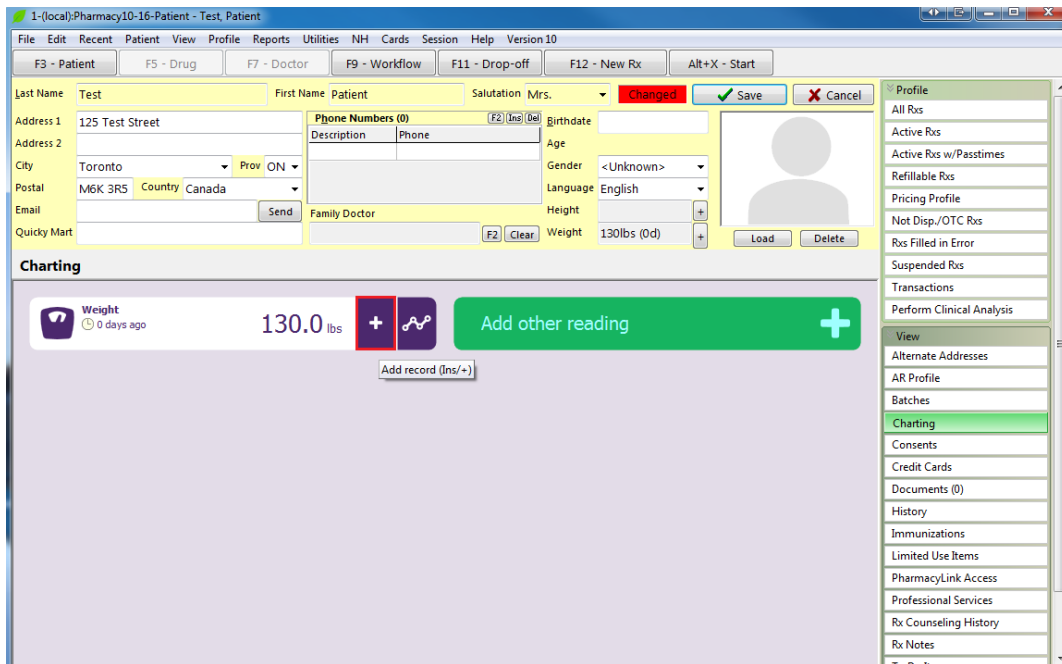 1-(local):Pharmacy10-16-Patient - Test, Patient
File Edit Recent Patient View Profile Reports Utilities NH Cards Session Help Version 10
F3 - Patient F5 - Drug F7 - Doctor F9 - Workflow F11 - Drop-off F12 - New Rx Alt+X - Start
Last Name Test First Name Patient Salutation Mrs. Changed Save Cancel
Address 1 125 Test Street
Address 2
City Toronto Prov ON
Postal M6K 3R5 Country Canada
Email Send
Quicky Mart
Phone Numbers (0) F2 Ins Del
Description Phone
Family Doctor
F2 Clear
Birthdate
Age
Gender <Unknown>
Language English
Height +
Weight 130lbs (0d) +
Load Delete
Charting
Weight
0 days ago
130.0 lbs +
Add other reading
Add record (Ins/+)
Profile
All Rxs
Active Rxs
Active Rxs w/Passtimes
Refillable Rxs
Pricing Profile
Not Disp./OTC Rxs
Rxs Filled in Error
Suspended Rxs
Transactions
Perform Clinical Analysis
View
Alternate Addresses
AR Profile
Batches
Charting
Consents
Credit Cards
Documents (0)
History
Immunizations
Limited Use Items
PharmacyLink Access
Professional Services
Rx Counseling History
Rx Notes